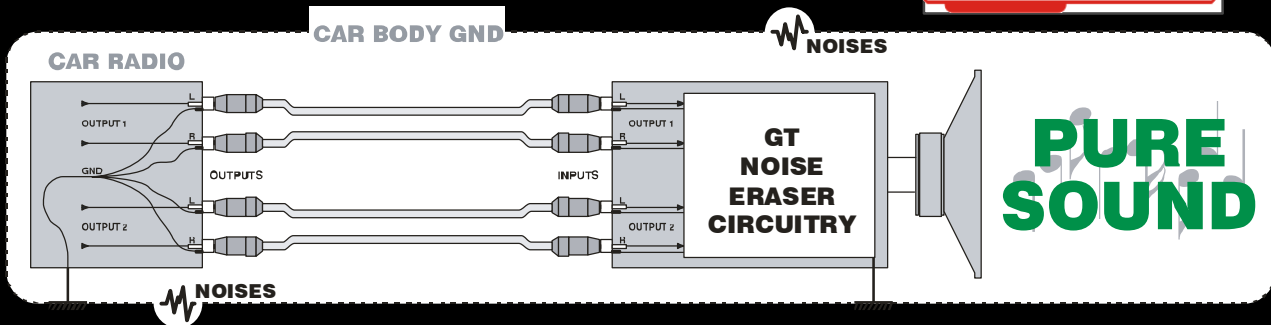 CAR BODY GND
NOISES
CAR RADIO
L
OUTPUT 1
R
GND
OUTPUTS
L
OUTPUT 2
H
INPUTS
L
OUTPUT 1
R
L
OUTPUT 2
H
GT
NOISE
ERASER
CIRCUITRY
PURE
SOUND
NOISES